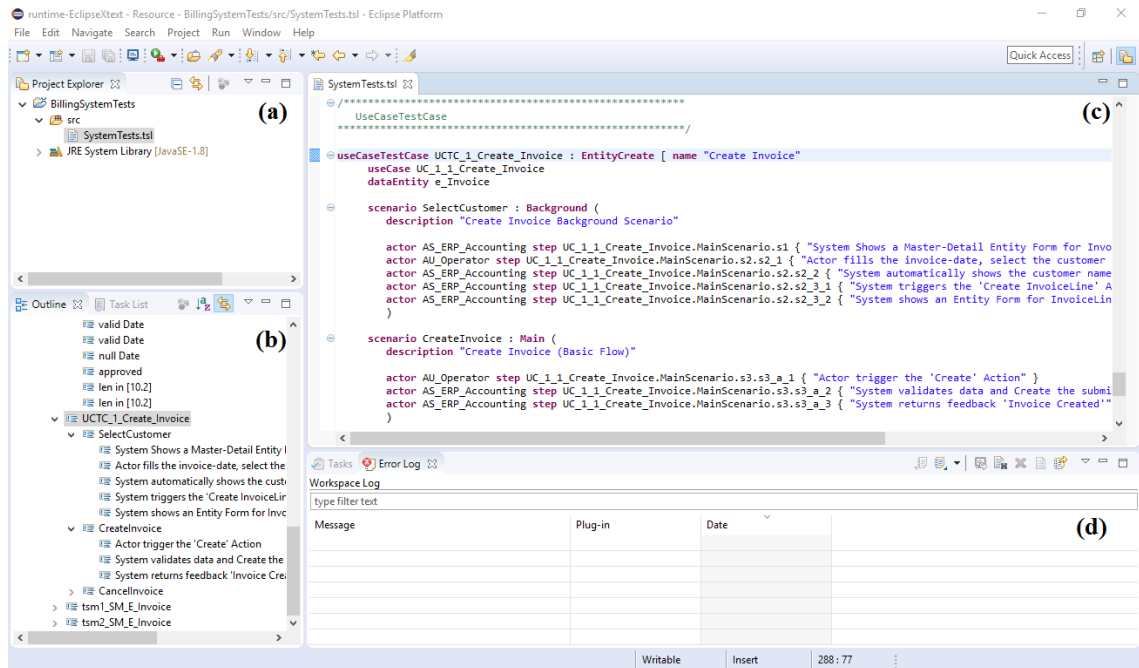 runtime-EclipseXtext - Resource - BillingSystemTests/src/SystemTests.tsl - Eclipse Platform
File Edit Navigate Search Project Run Window Help
Quick Access
Project Explorer
(a)
BillingSystemTests
src
SystemTests.tsl
JRE System Library [JavaSE-1.8]
Outline Task List
(b)
valid Date
valid Date
null Date
approved
len in [10.2]
len in [10.2]
UCTC_1_Create_Invoice
SelectCustomer
System Shows a Master-Detail Entity I
Actor fills the invoice-date, select the
System automatically shows the custo
System triggers the 'Create InvoiceLin
System shows an Entity Form for Invo
CreateInvoice
Actor trigger the 'Create' Action
System validates data and Create the
System returns feedback 'Invoice Crea
CancelInvoice
tsm1_SM_E_Invoice
tsm2_SM_E_Invoice
SystemTests.tsl
(c)
/********************************************************
UseCaseTestCase
*********************************************************/
useCaseTestCase UCTC_1_Create_Invoice : EntityCreate [ name "Create Invoice"
useCase UC_1_1_Create_Invoice
dataEntity e_Invoice
scenario SelectCustomer : Background (
description "Create Invoice Background Scenario"
actor AS_ERP_Accounting step UC_1_1_Create_Invoice.MainScenario.s1 { "System Shows a Master-Detail Entity Form for Invo
actor AU_Operator step UC_1_1_Create_Invoice.MainScenario.s2.s2_1 { "Actor fills the invoice-date, select the customer
actor AS_ERP_Accounting step UC_1_1_Create_Invoice.MainScenario.s2.s2_2 { "System automatically shows the customer name
actor AS_ERP_Accounting step UC_1_1_Create_Invoice.MainScenario.s2.s2_3_1 { "System triggers the 'Create InvoiceLine' A
actor AS_ERP_Accounting step UC_1_1_Create_Invoice.MainScenario.s2.s2_3_2 { "System shows an Entity Form for InvoiceLin
)
scenario CreateInvoice : Main (
description "Create Invoice (Basic Flow)"
actor AU_Operator step UC_1_1_Create_Invoice.MainScenario.s3.s3_a_1 { "Actor trigger the 'Create' Action" }
actor AS_ERP_Accounting step UC_1_1_Create_Invoice.MainScenario.s3.s3_a_2 { "System validates data and Create the submi
actor AS_ERP_Accounting step UC_1_1_Create_Invoice.MainScenario.s3.s3_a_3 { "System returns feedback 'Invoice Created'"
)
Tasks Error Log
Workspace Log
type filter text
Message Plug-in Date
(d)
Writable Insert 288 : 77